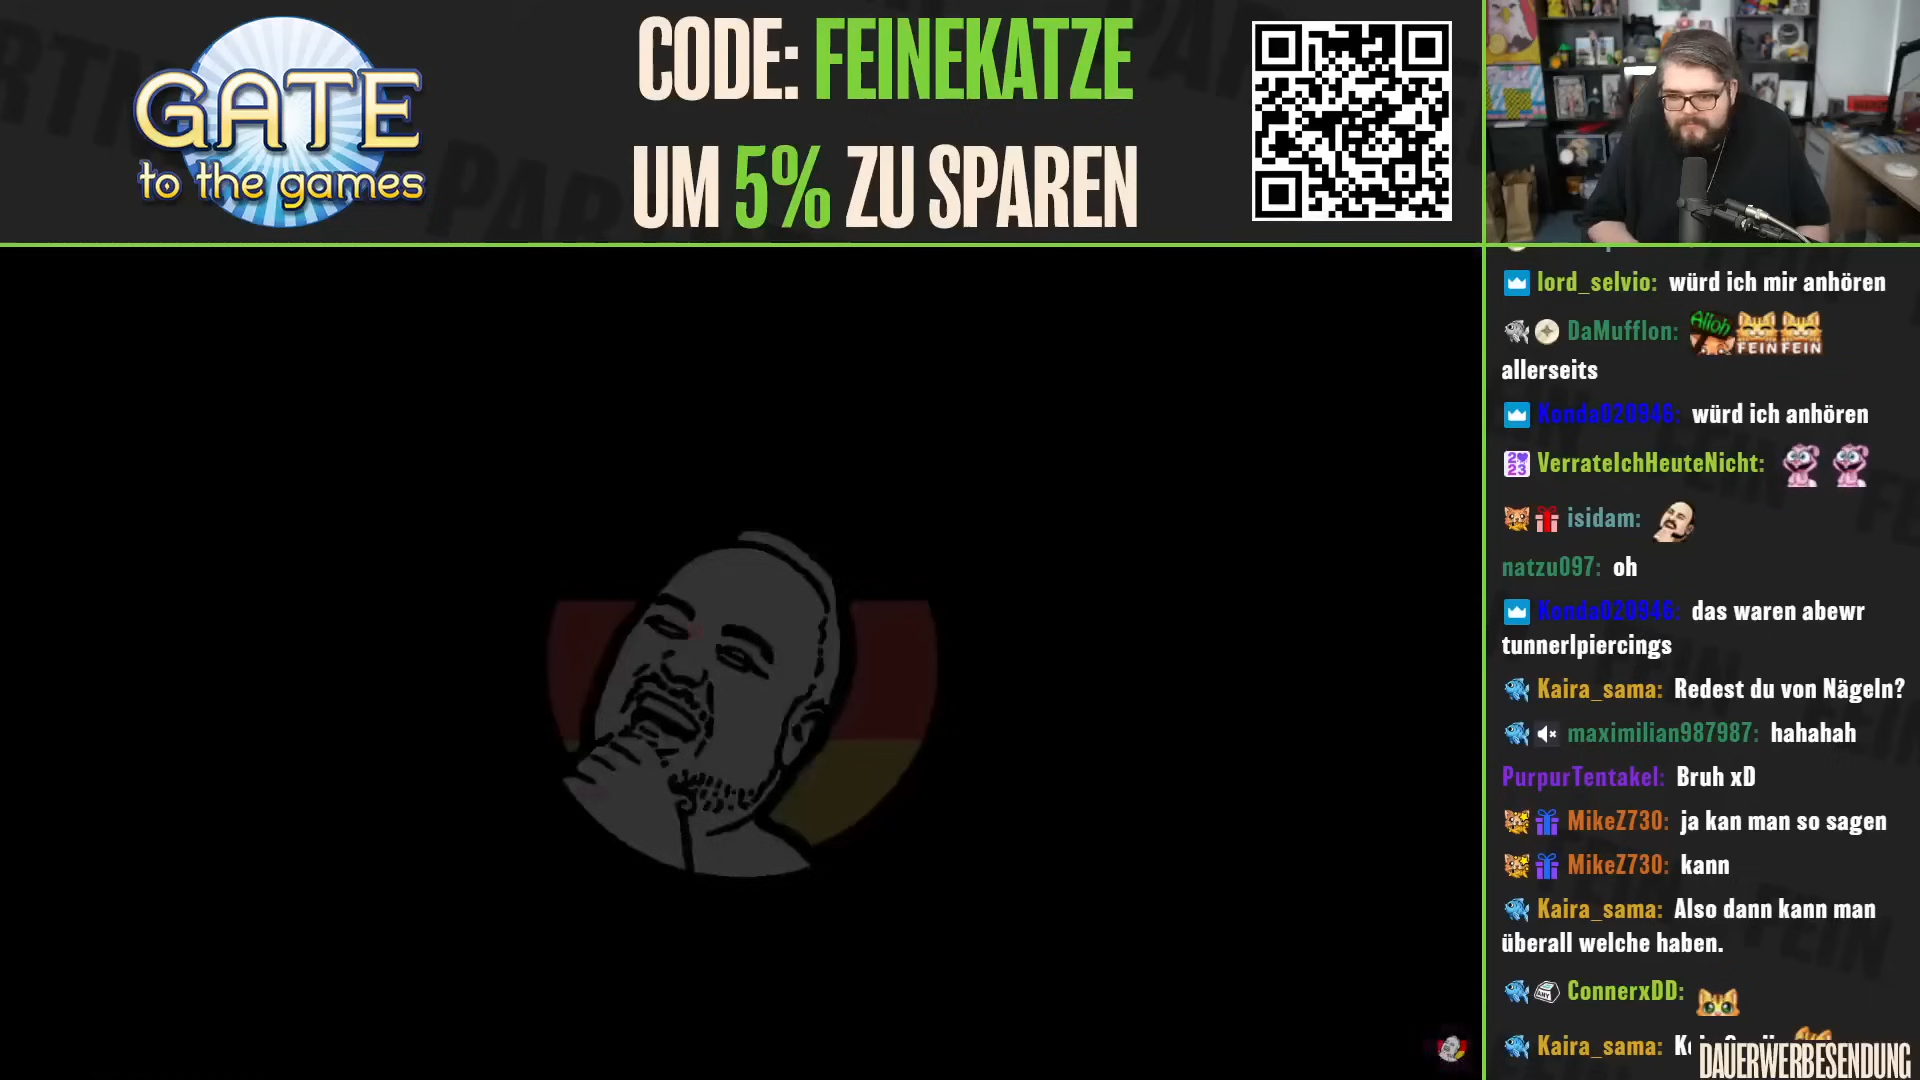 GATE
to the games
CODE: FEINEKATZE
UM 5% ZU SPAREN
lord_selvio: würd ich mir anhören
DaMufflon: Alloh FEIN FEIN
allerseits
Konda020946: würd ich anhören
VerrateIchHeuteNicht:
isidam:
natzu097: oh
Konda020946: das waren abewr
tunnerlpiercings
Kaira_sama: Redest du von Nägeln?
maximilian987987: hahahah
PurpurTentakel: Bruh xD
MikeZ730: ja kan man so sagen
MikeZ730: kann
Kaira_sama: Also dann kann man
überall welche haben.
ConnerxDD:
Kaira_sama:
DAUERWERBESENDUNG